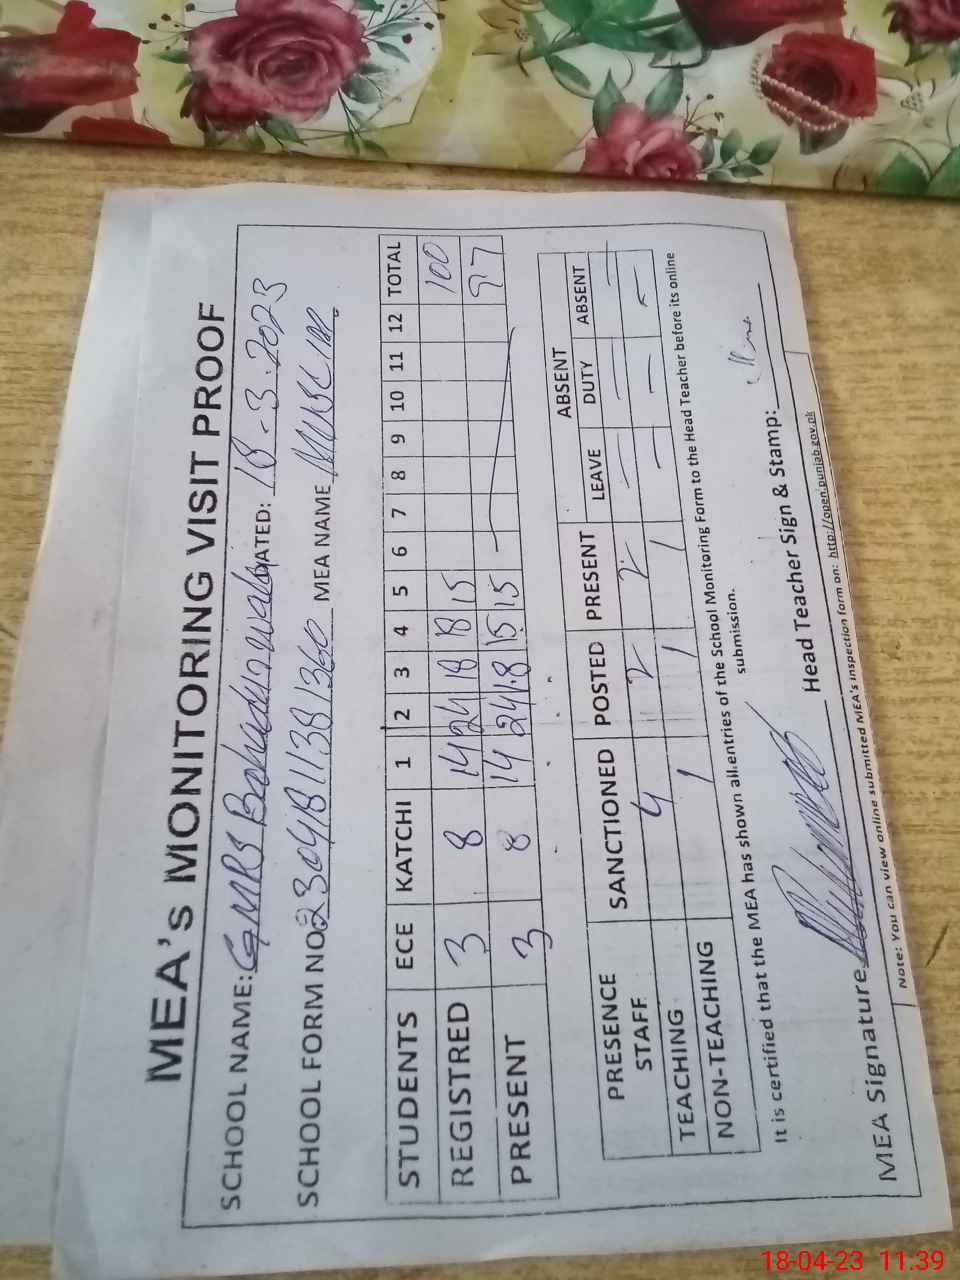 MEA's MONITORING VISIT PROOF
SCHOOL NAME: GMPS Bahadurwala DATED: 18-3-2023
SCHOOL FORM NO 23041811381360 MEA NAME
STUDENTS ECE KATCHI 1 2 3 4 5 6 7 8 9 10 11 12 TOTAL
REGISTRED 3 8 14 24 18 18 15 100
PRESENT 3 8 14 24 18 15 15 97
PRESENCE STAFF SANCTIONED POSTED PRESENT ABSENT
LEAVE DUTY ABSENT
TEACHING 4 2 2 — — —
NON-TEACHING 1 1 1 — — —
It is certified that the MEA has shown all entries of the School Monitoring Form to the Head Teacher before its online
submission.
MEA Signature Head Teacher Sign & Stamp:
Note: You can view online submitted MEA's inspection form on: http://open.punjab.gov.pk
18-04-23 11:39